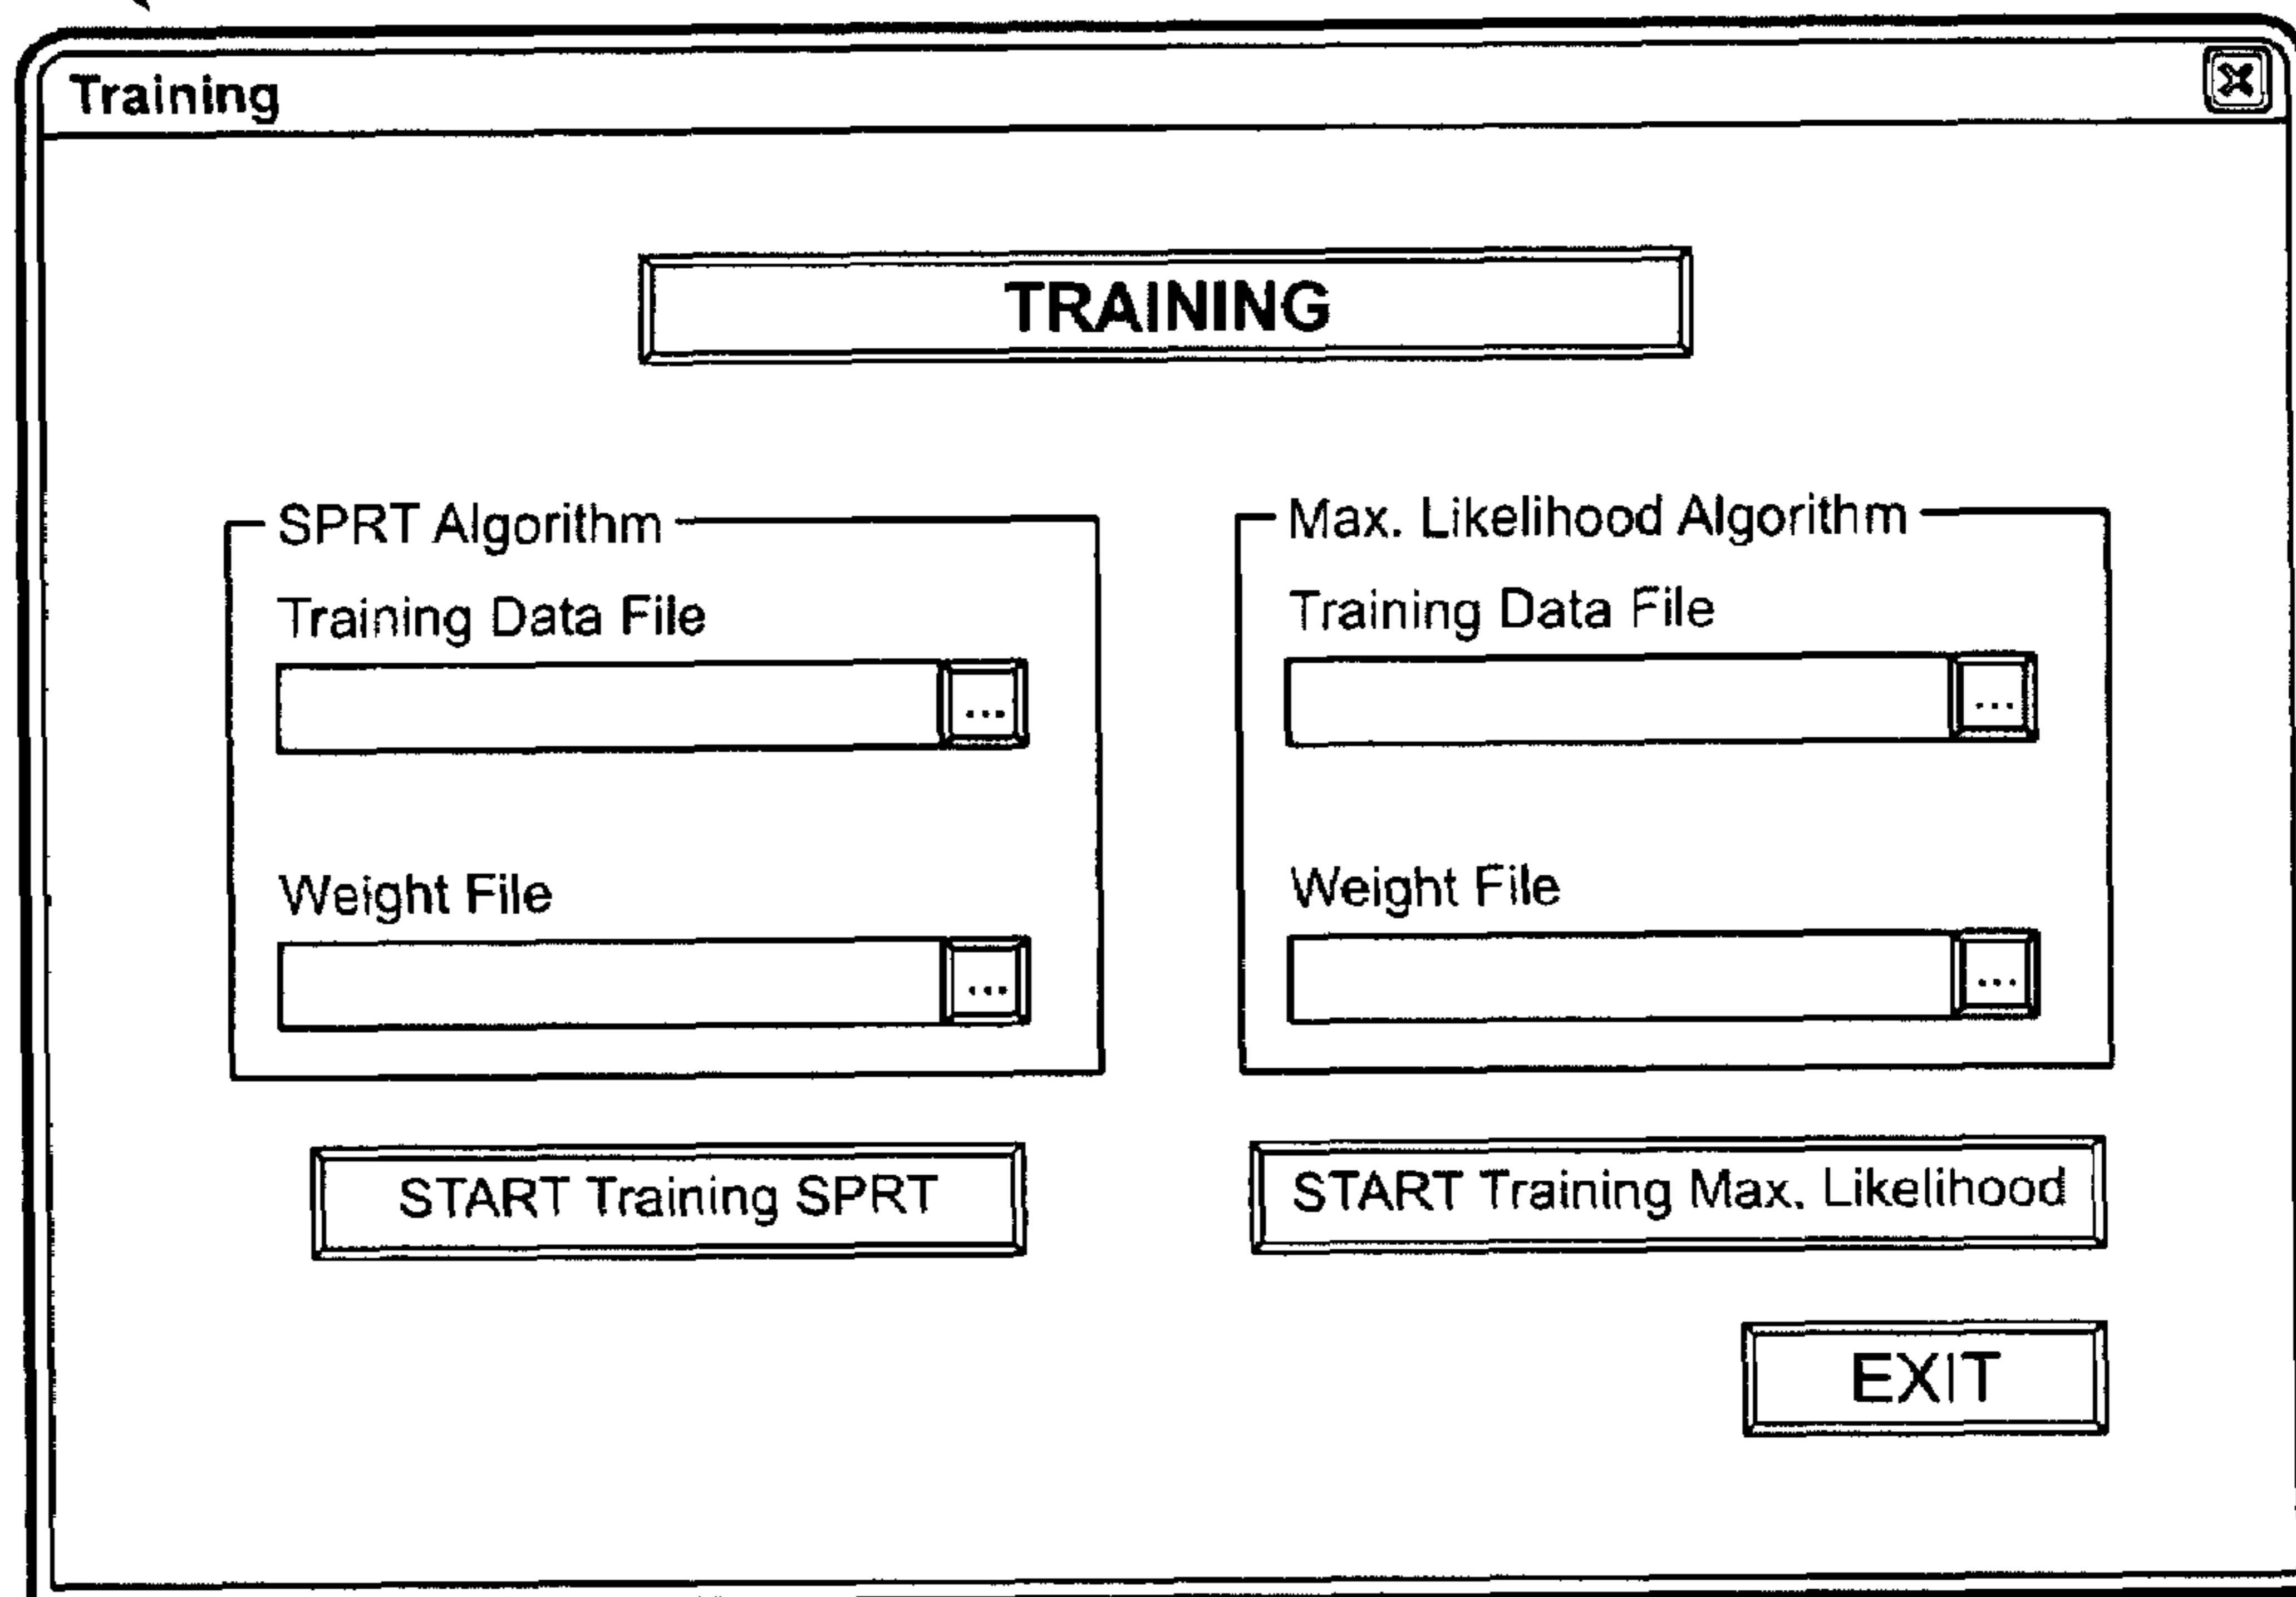 Training
TRAINING
SPRT Algorithm
Training Data File
...
Weight File
...
Max. Likelihood Algorithm
Training Data File
...
Weight File
...
START Training SPRT
START Training Max. Likelihood
EXIT